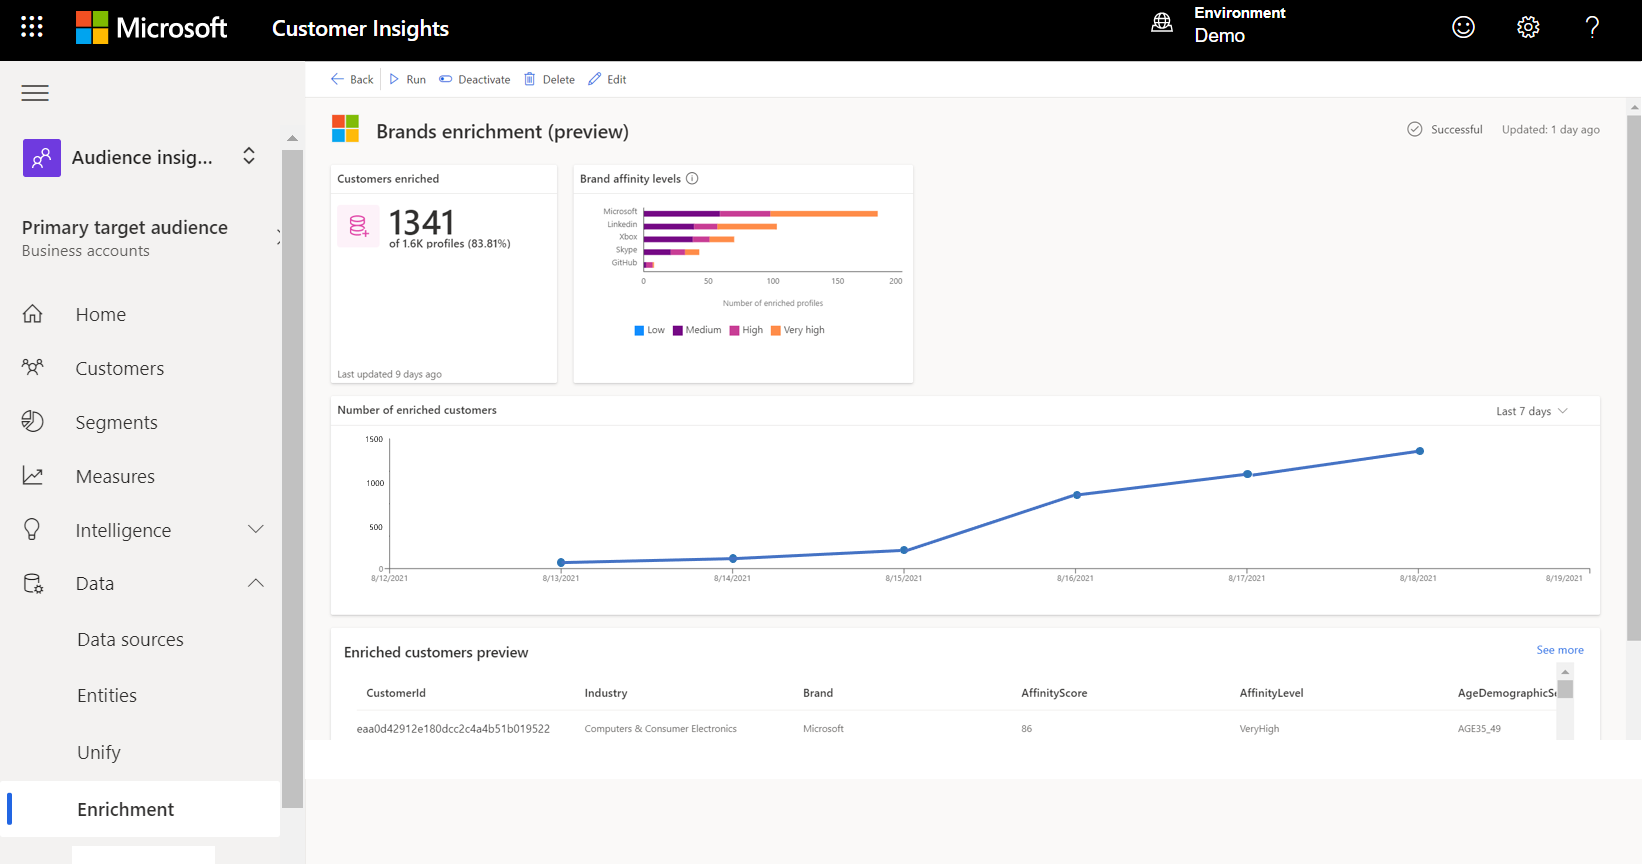 Microsoft
Customer Insights
Environment
Demo
?
Back
Run
Deactivate
Delete
Edit
Audience insig...
Primary target audience
Business accounts
Home
Customers
Segments
Measures
Intelligence
Data
Data sources
Entities
Unify
Enrichment
Brands enrichment (preview)
Successful
Updated: 1 day ago
Customers enriched
1341
of 1.6K profiles (83.81%)
Last updated 9 days ago
Brand affinity levels
Microsoft
Linkedin
Xbox
Skype
GitHub
0 50 100 150 200
Number of enriched profiles
Low Medium High Very high
Number of enriched customers
Last 7 days
1500
1000
500
0
8/12/2021 8/13/2021 8/14/2021 8/15/2021 8/16/2021 8/17/2021 8/18/2021 8/19/2021
Enriched customers preview
See more
CustomerId Industry Brand AffinityScore AffinityLevel AgeDemographicSe
eaa0d42912e180dcc2c4a4b51b019522 Computers & Consumer Electronics Microsoft 86 VeryHigh AGE35_49